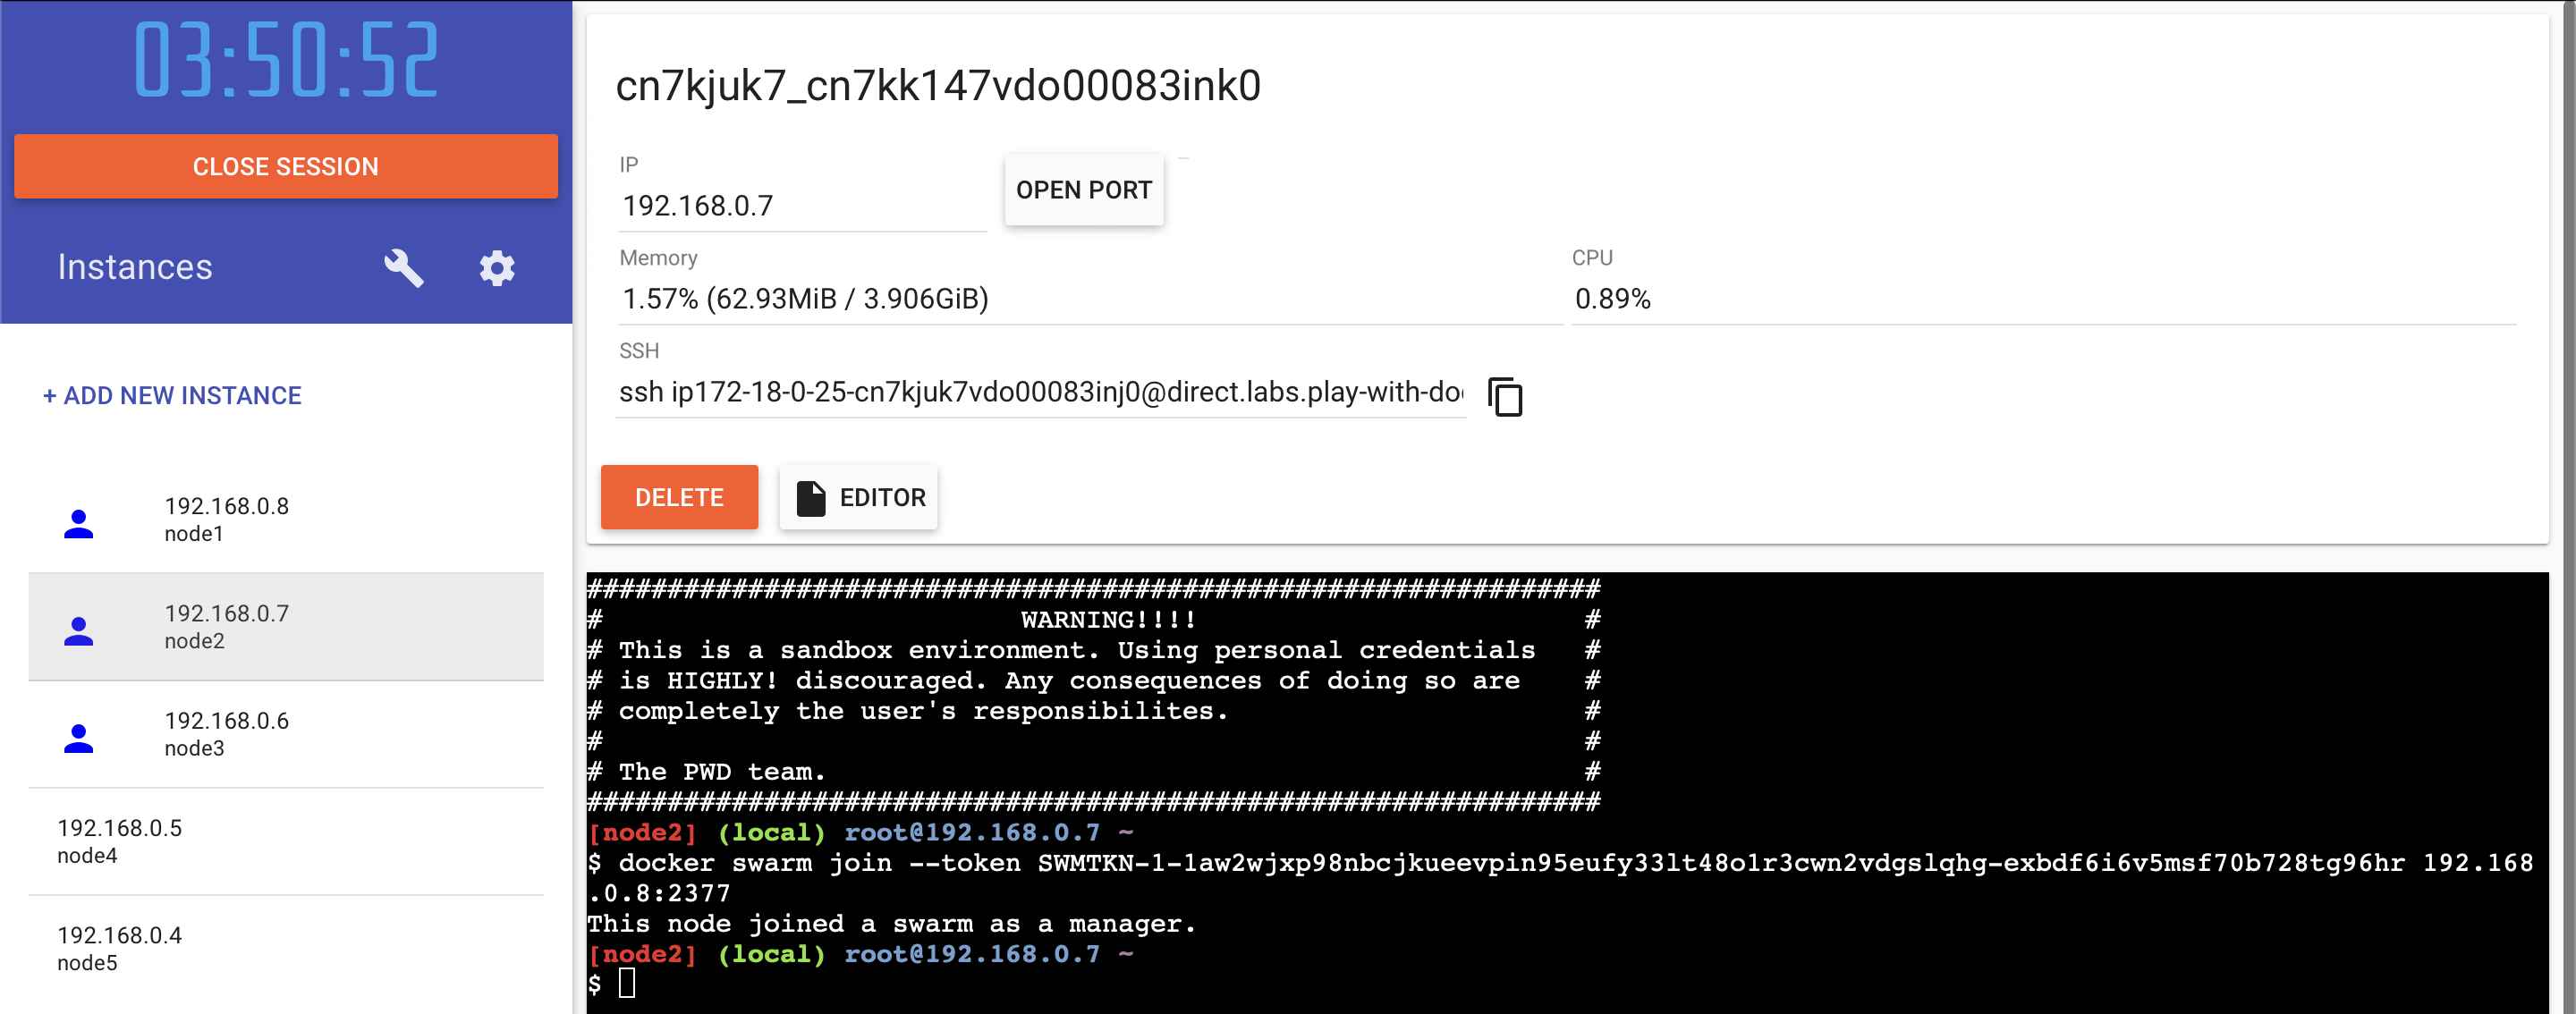 03:50:52
CLOSE SESSION
Instances
+ ADD NEW INSTANCE
192.168.0.8
node1
192.168.0.7
node2
192.168.0.6
node3
192.168.0.5
node4
192.168.0.4
node5
cn7kjuk7_cn7kk147vdo00083ink0
IP
192.168.0.7
OPEN PORT
Memory
1.57% (62.93MiB / 3.906GiB)
CPU
0.89%
SSH
ssh ip172-18-0-25-cn7kjuk7vdo00083inj0@direct.labs.play-with-do
DELETE
EDITOR
###############################################################
#                          WARNING!!!!                        #
# This is a sandbox environment. Using personal credentials   #
# is HIGHLY! discouraged. Any consequences of doing so are    #
# completely the user's responsibilites.                      #
#                                                             #
# The PWD team.                                               #
###############################################################
[node2] (local) root@192.168.0.7 ~
$ docker swarm join --token SWMTKN-1-1aw2wjxp98nbcjkueevpin95eufy33lt48o1r3cwn2vdgslqhg-exbdf6i6v5msf70b728tg96hr 192.168
.0.8:2377
This node joined a swarm as a manager.
[node2] (local) root@192.168.0.7 ~
$